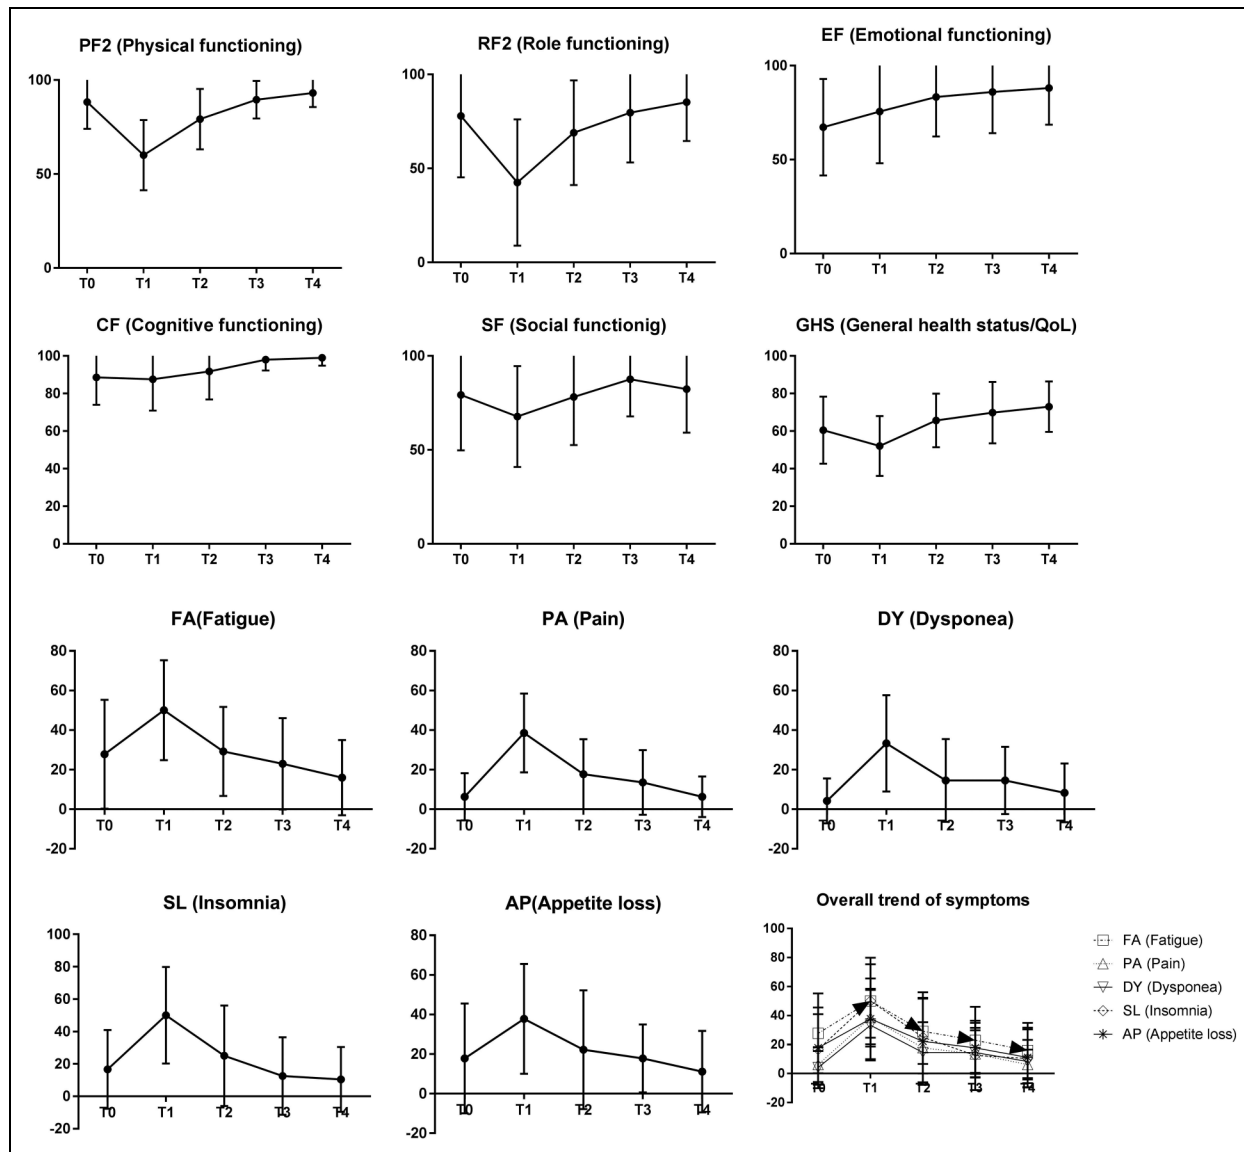 PF2 (Physical functioning)
100
50
0
T0 T1 T2 T3 T4
RF2 (Role functioning)
100
50
0
T0 T1 T2 T3 T4
EF (Emotional functioning)
100
50
0
T0 T1 T2 T3 T4
CF (Cognitive functioning)
100
80
60
40
20
0
T0 T1 T2 T3 T4
SF (Social functionig)
100
50
0
T0 T1 T2 T3 T4
GHS (General health status/QoL)
100
80
60
40
20
0
T0 T1 T2 T3 T4
FA(Fatigue)
80
60
40
20
0
-20
T0 T1 T2 T3 T4
PA (Pain)
80
60
40
20
0
-20
T0 T1 T2 T3 T4
DY (Dysponea)
80
60
40
20
0
-20
T0 T1 T2 T3 T4
SL (Insomnia)
100
80
60
40
20
0
-20
T0 T1 T2 T3 T4
AP(Appetite loss)
80
60
40
20
0
-20
T0 T1 T2 T3 T4
Overall trend of symptoms
100
80
60
40
20
0
-20
T0 T1 T2 T3 T4
FA (Fatigue)
PA (Pain)
DY (Dysponea)
SL (Insomnia)
AP (Appetite loss)